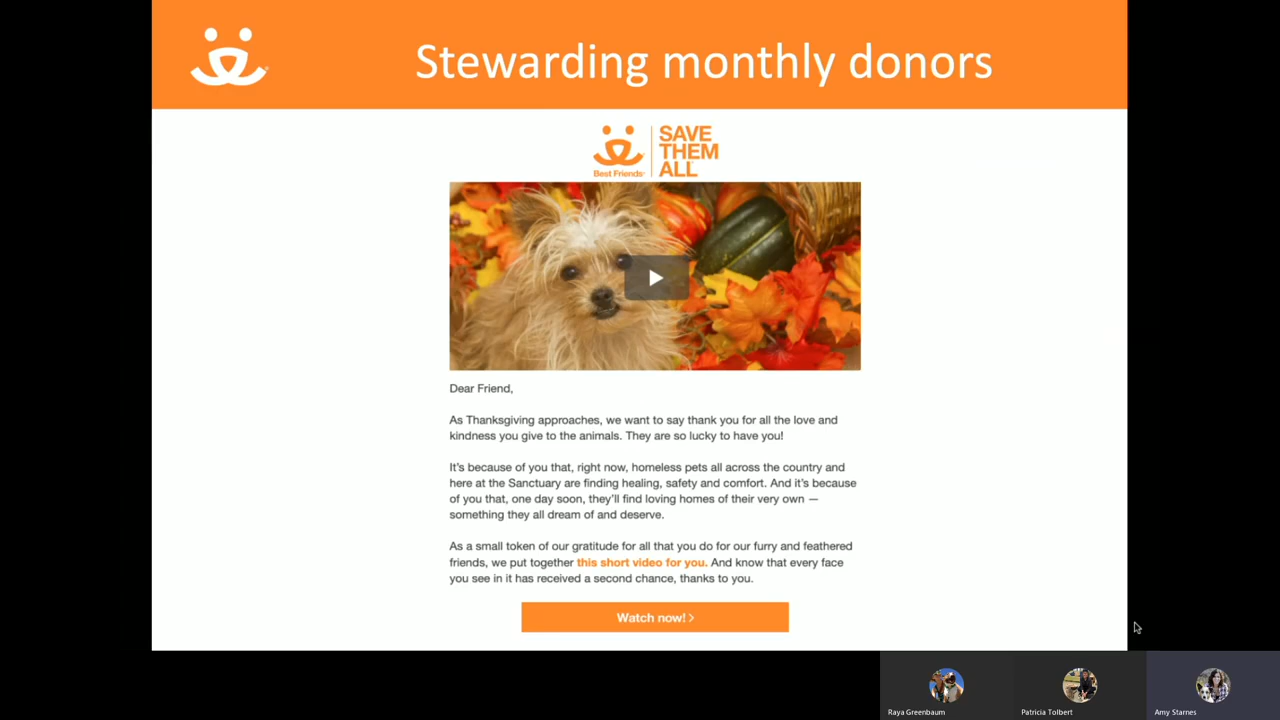 Stewarding monthly donors
SAVE
THEM
ALL
Best Friends
Dear Friend,
As Thanksgiving approaches, we want to say thank you for all the love and
kindness you give to the animals. They are so lucky to have you!
It's because of you that, right now, homeless pets all across the country and
here at the Sanctuary are finding healing, safety and comfort. And it's because
of you that, one day soon, they'll find loving homes of their very own —
something they all dream of and deserve.
As a small token of our gratitude for all that you do for our furry and feathered
friends, we put together this short video for you. And know that every face
you see in it has received a second chance, thanks to you.
Watch now! >
Raya Greenbaum
Patricia Tolbert
Amy Starnes